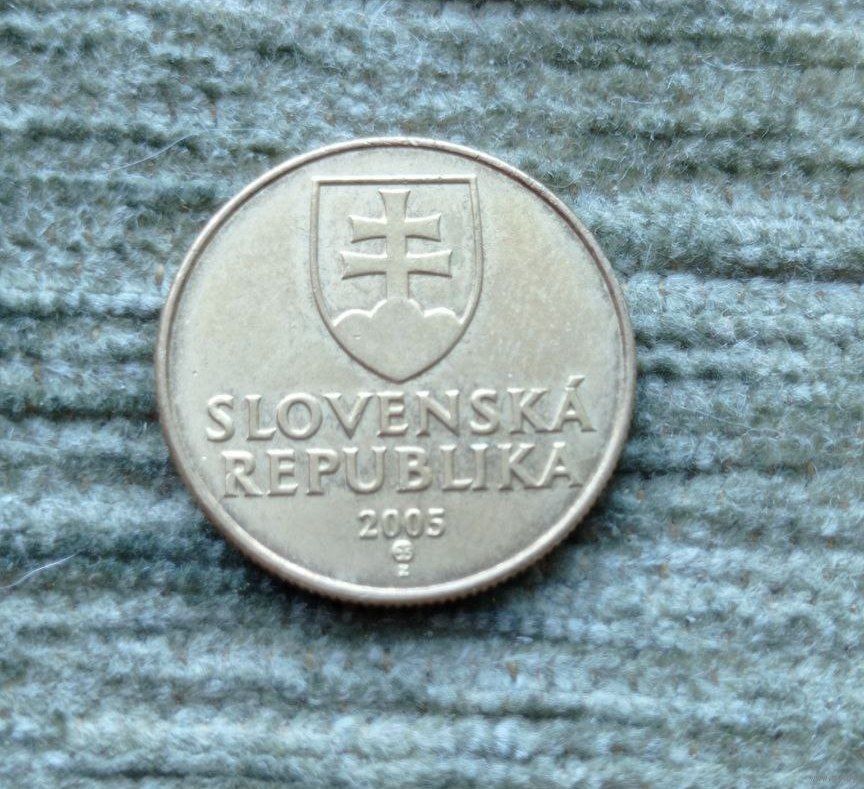 SLOVENSKÁ
REPUBLIKA
2005
Z